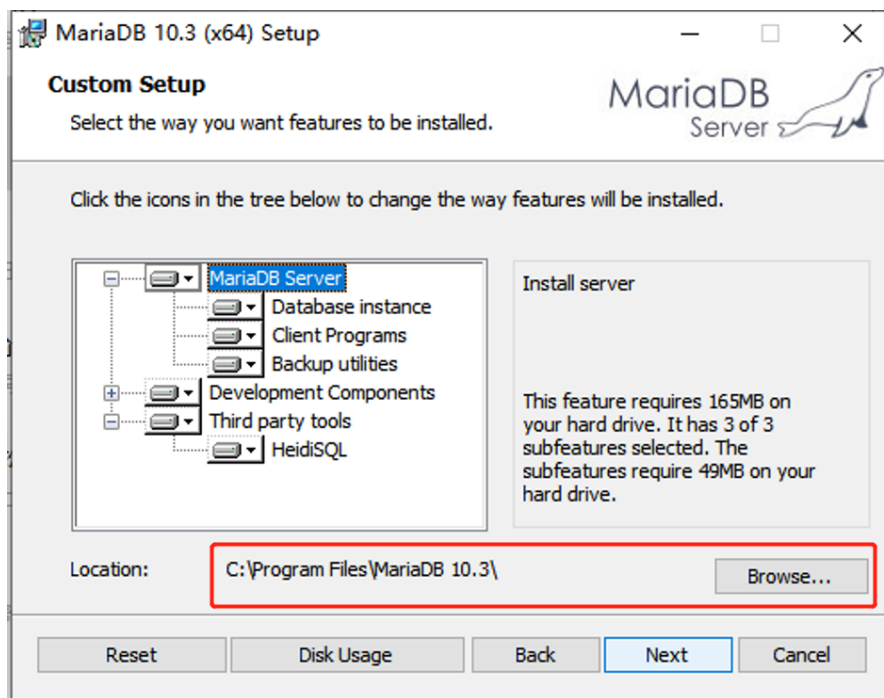 MariaDB 10.3 (x64) Setup
Custom Setup
Select the way you want features to be installed.
MariaDB
Server
Click the icons in the tree below to change the way features will be installed.
MariaDB Server
Database instance
Client Programs
Backup utilities
Development Components
Third party tools
HeidiSQL
Install server
This feature requires 165MB on
your hard drive. It has 3 of 3
subfeatures selected. The
subfeatures require 49MB on your
hard drive.
Location:
C:\Program Files\MariaDB 10.3\
Browse...
Reset
Disk Usage
Back
Next
Cancel